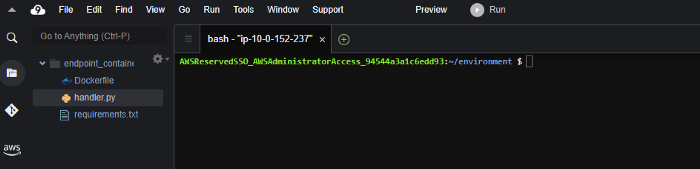 9 File Edit Find View Go Run Tools Window Support Preview Run
Go to Anything (Ctrl-P)
bash - "ip-10-0-152-237"
endpoint_containe
Dockerfile
handler.py
requirements.txt
aws
AWSReservedSSO_AWSAdministratorAccess_94544a3a1c6edd93:~/environment $